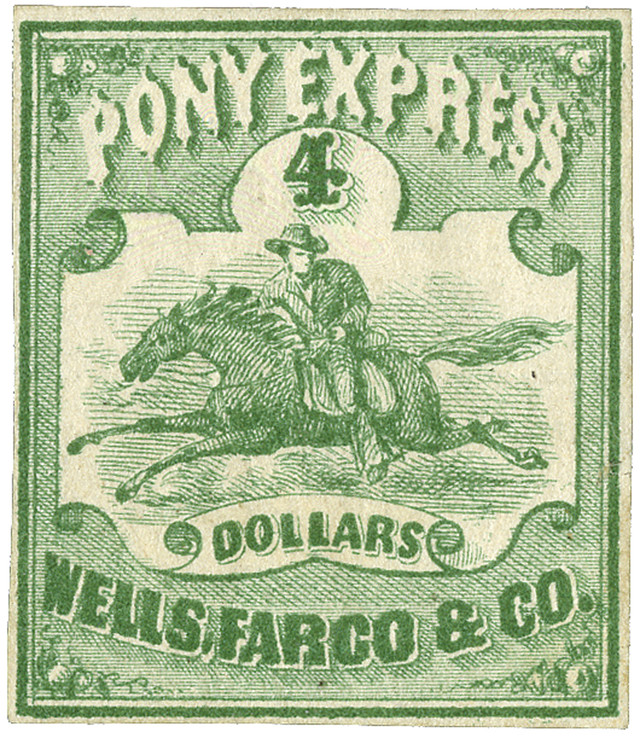 PONY EXPRESS
4
DOLLARS
WELLS, FARGO & CO.